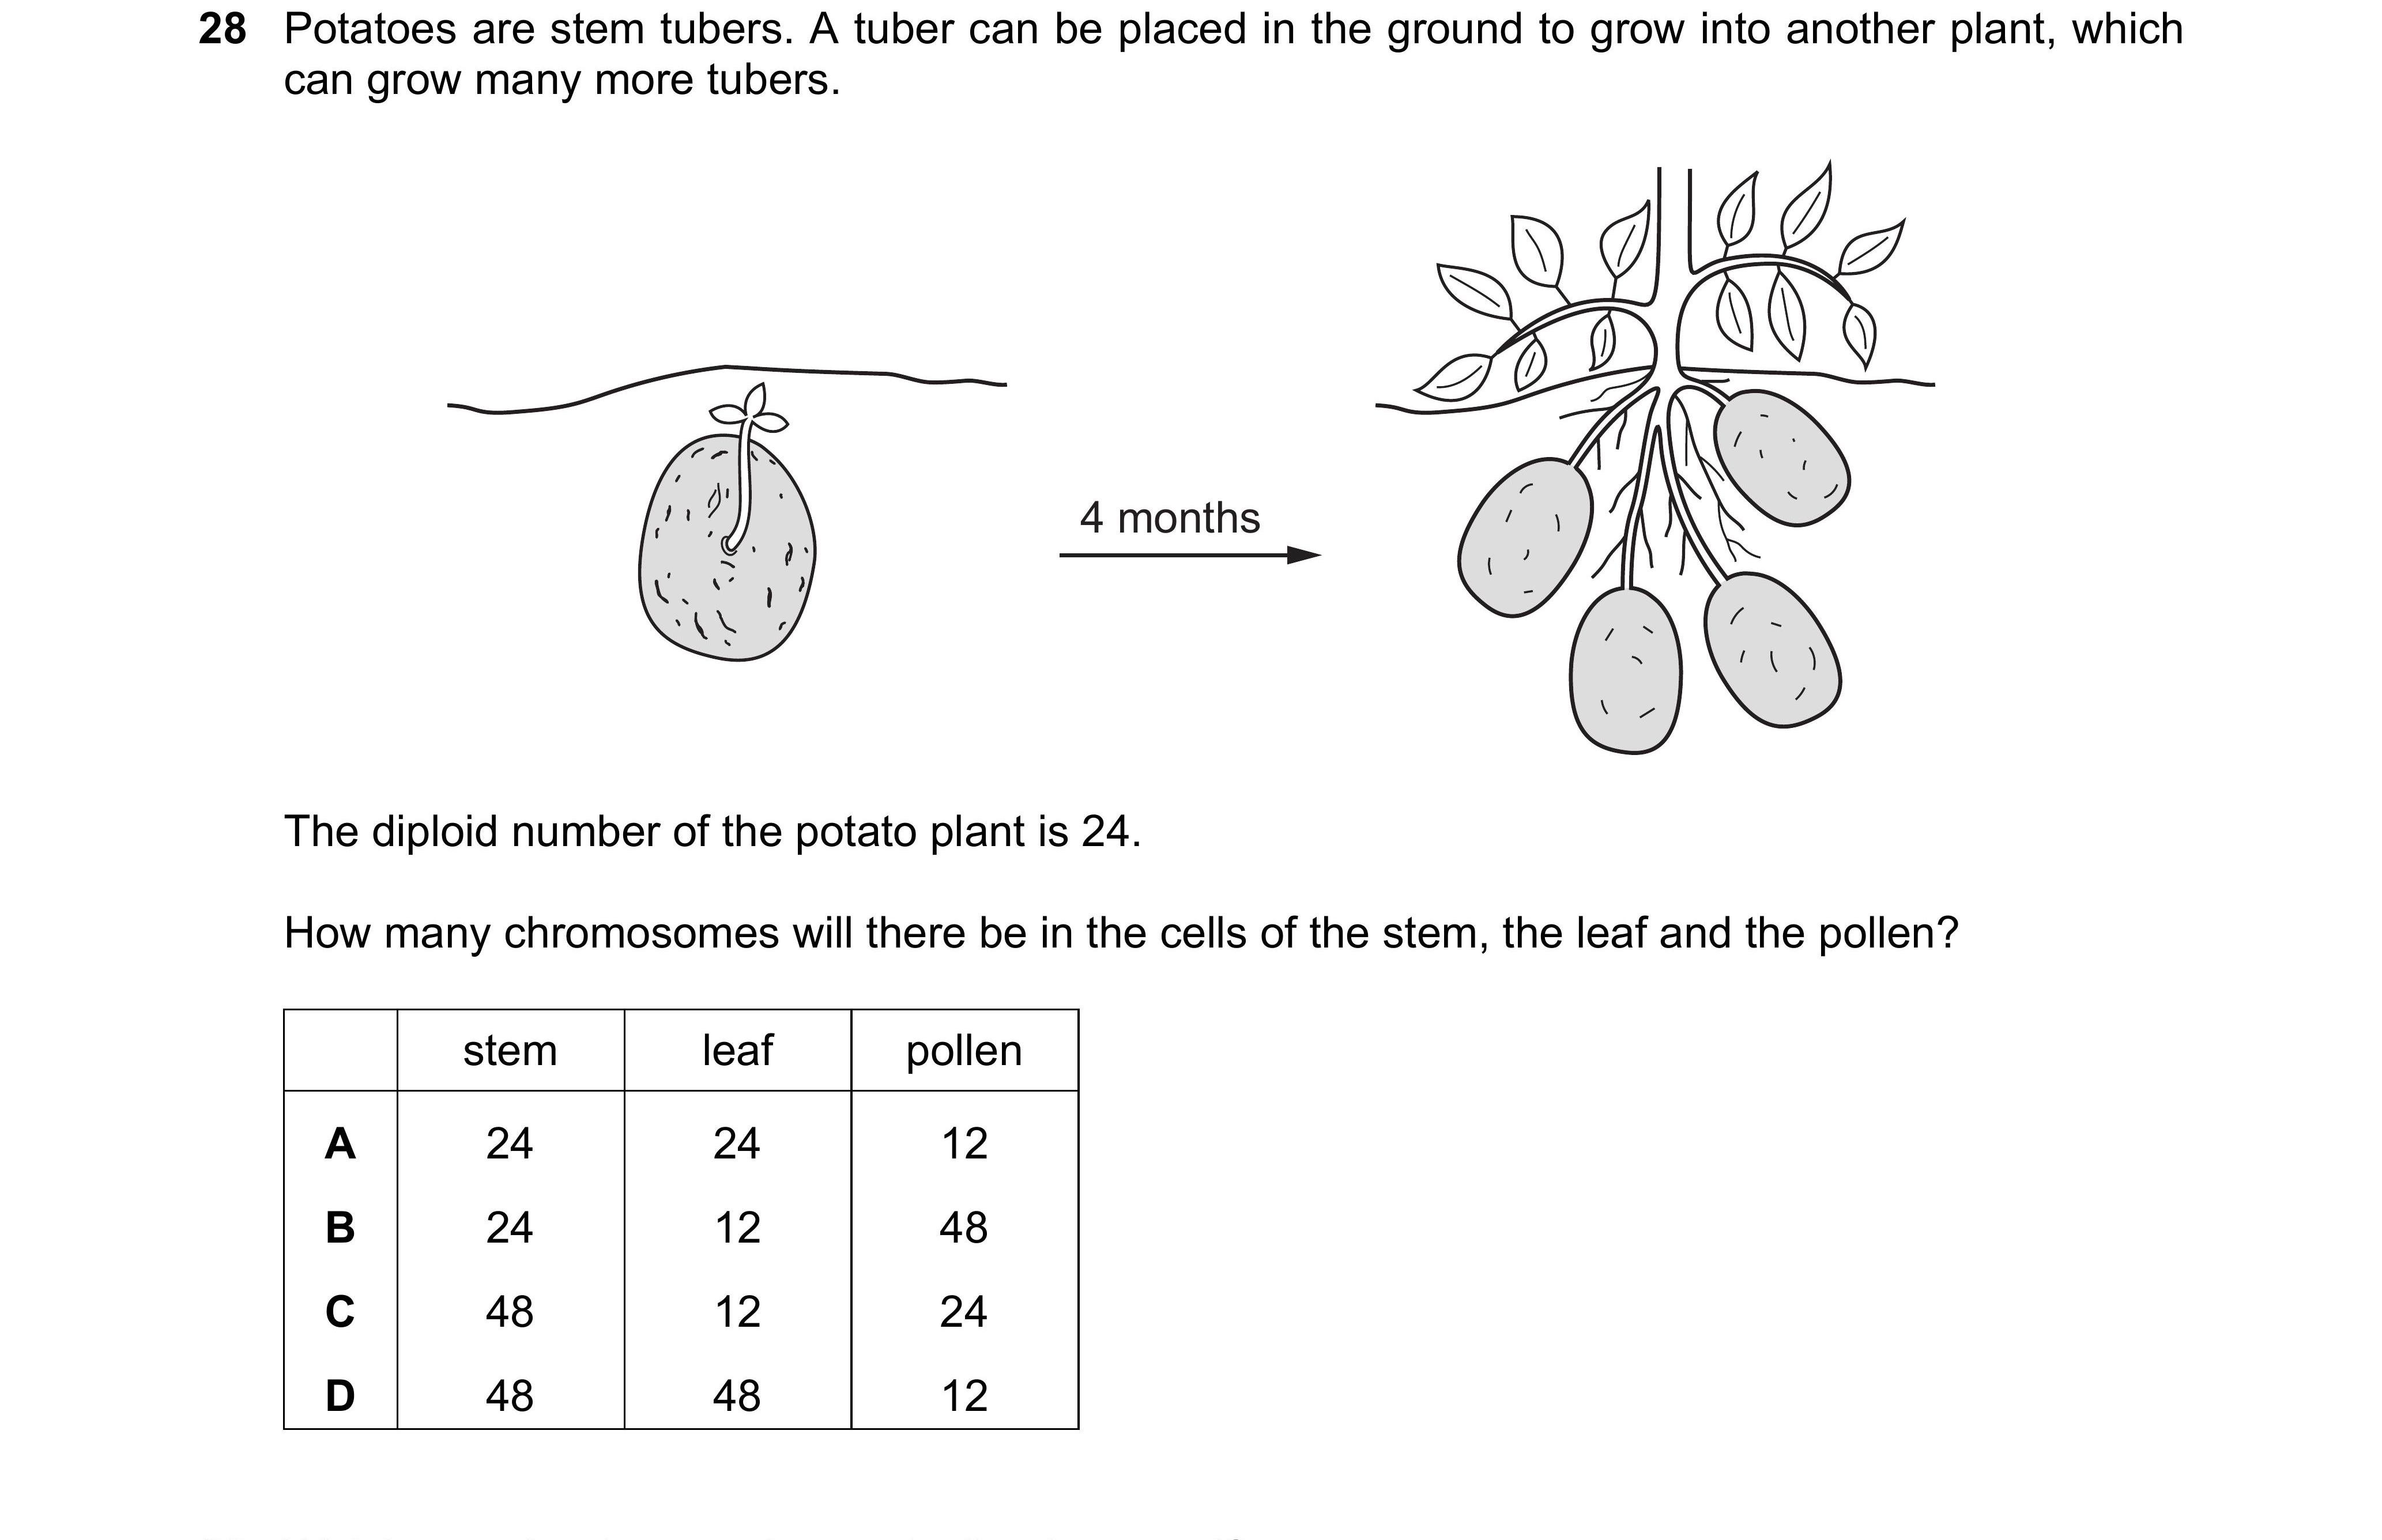 28 Potatoes are stem tubers. A tuber can be placed in the ground to grow into another plant, which
can grow many more tubers.
4 months
The diploid number of the potato plant is 24.
How many chromosomes will there be in the cells of the stem, the leaf and the pollen?
stem leaf pollen
A 24 24 12
B 24 12 48
C 48 12 24
D 48 48 12